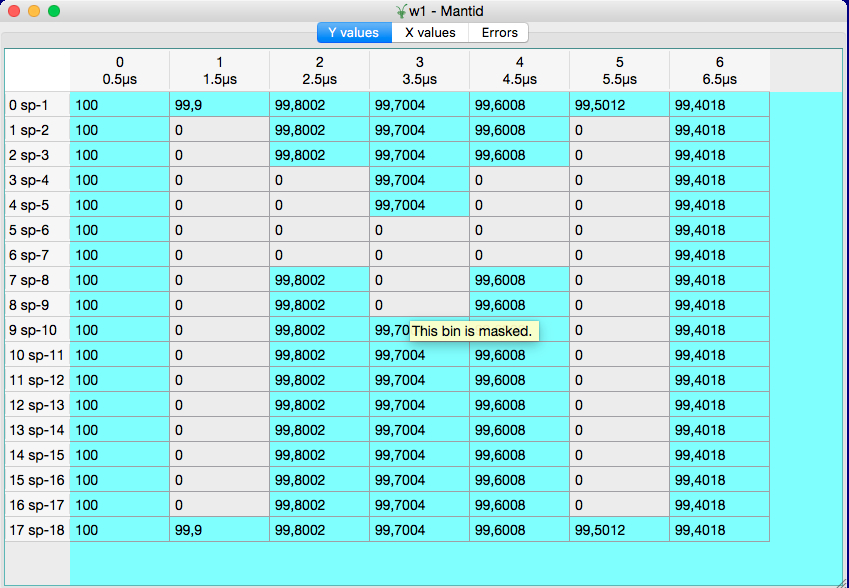 w1 - Mantid
Y values X values Errors
0 1 2 3 4 5 6
0.5µs 1.5µs 2.5µs 3.5µs 4.5µs 5.5µs 6.5µs
0 sp-1 100 99,9 99,8002 99,7004 99,6008 99,5012 99,4018
1 sp-2 100 0 99,8002 99,7004 99,6008 0 99,4018
2 sp-3 100 0 99,8002 99,7004 99,6008 0 99,4018
3 sp-4 100 0 0 99,7004 0 0 99,4018
4 sp-5 100 0 0 99,7004 0 0 99,4018
5 sp-6 100 0 0 0 0 0 99,4018
6 sp-7 100 0 0 0 0 0 99,4018
7 sp-8 100 0 99,8002 0 99,6008 0 99,4018
8 sp-9 100 0 99,8002 0 99,6008 0 99,4018
9 sp-10 100 0 99,8002 99,70 This bin is masked. 0 99,4018
10 sp-11 100 0 99,8002 99,7004 99,6008 0 99,4018
11 sp-12 100 0 99,8002 99,7004 99,6008 0 99,4018
12 sp-13 100 0 99,8002 99,7004 99,6008 0 99,4018
13 sp-14 100 0 99,8002 99,7004 99,6008 0 99,4018
14 sp-15 100 0 99,8002 99,7004 99,6008 0 99,4018
15 sp-16 100 0 99,8002 99,7004 99,6008 0 99,4018
16 sp-17 100 0 99,8002 99,7004 99,6008 0 99,4018
17 sp-18 100 99,9 99,8002 99,7004 99,6008 99,5012 99,4018